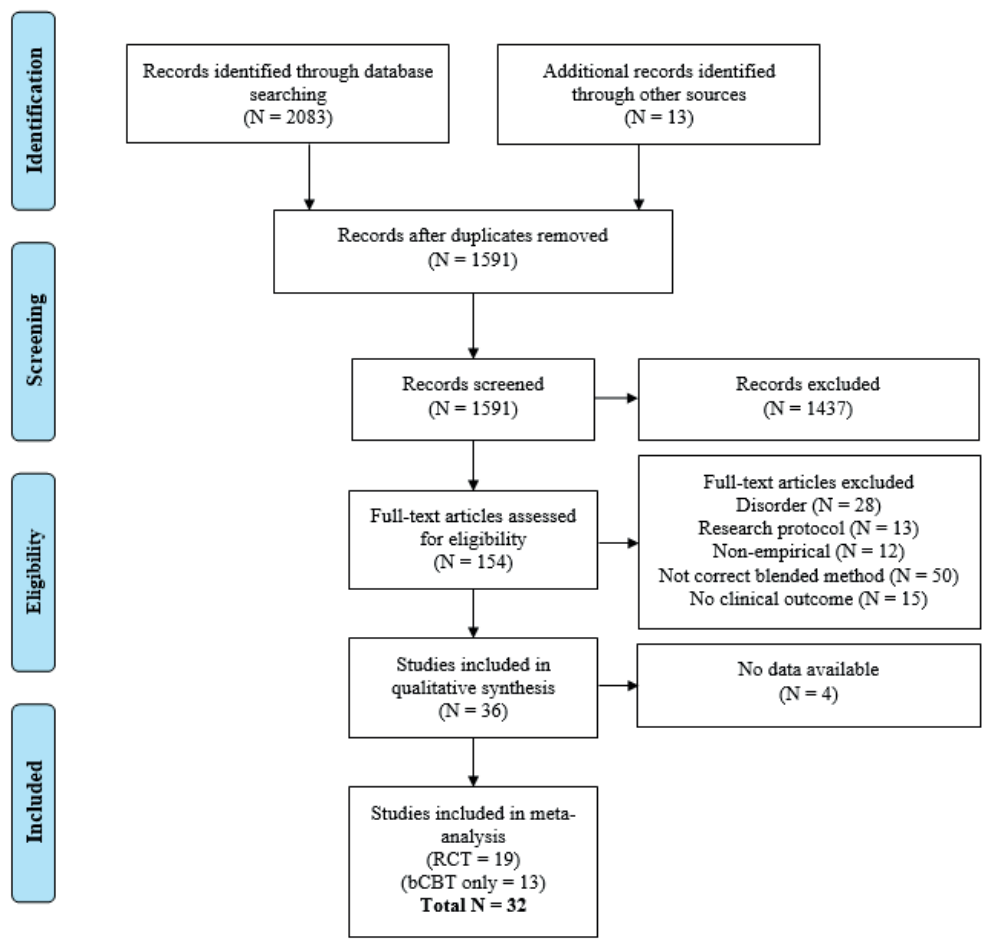 Identification
Records identified through database
searching
(N = 2083)
Additional records identified
through other sources
(N = 13)
Records after duplicates removed
(N = 1591)
Screening
Records screened
(N = 1591)
Records excluded
(N = 1437)
Eligibility
Full-text articles assessed
for eligibility
(N = 154)
Full-text articles excluded
Disorder (N = 28)
Research protocol (N = 13)
Non-empirical (N = 12)
Not correct blended method (N = 50)
No clinical outcome (N = 15)
Studies included in
qualitative synthesis
(N = 36)
No data available
(N = 4)
Included
Studies included in meta-
analysis
(RCT = 19)
(bCBT only = 13)
Total N = 32